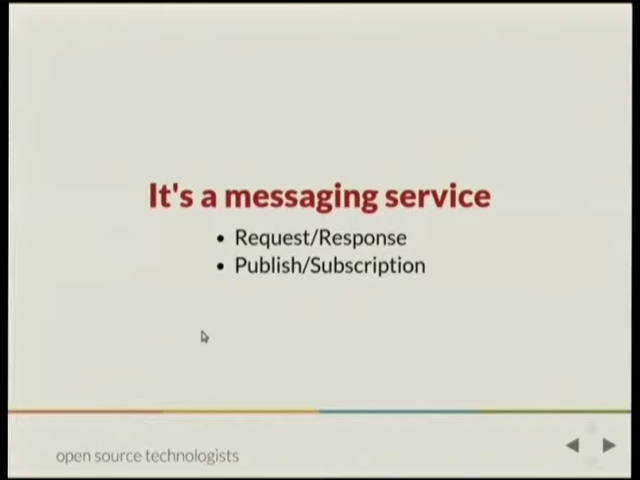 It's a messaging service
• Request/Response
• Publish/Subscription
open source technologists